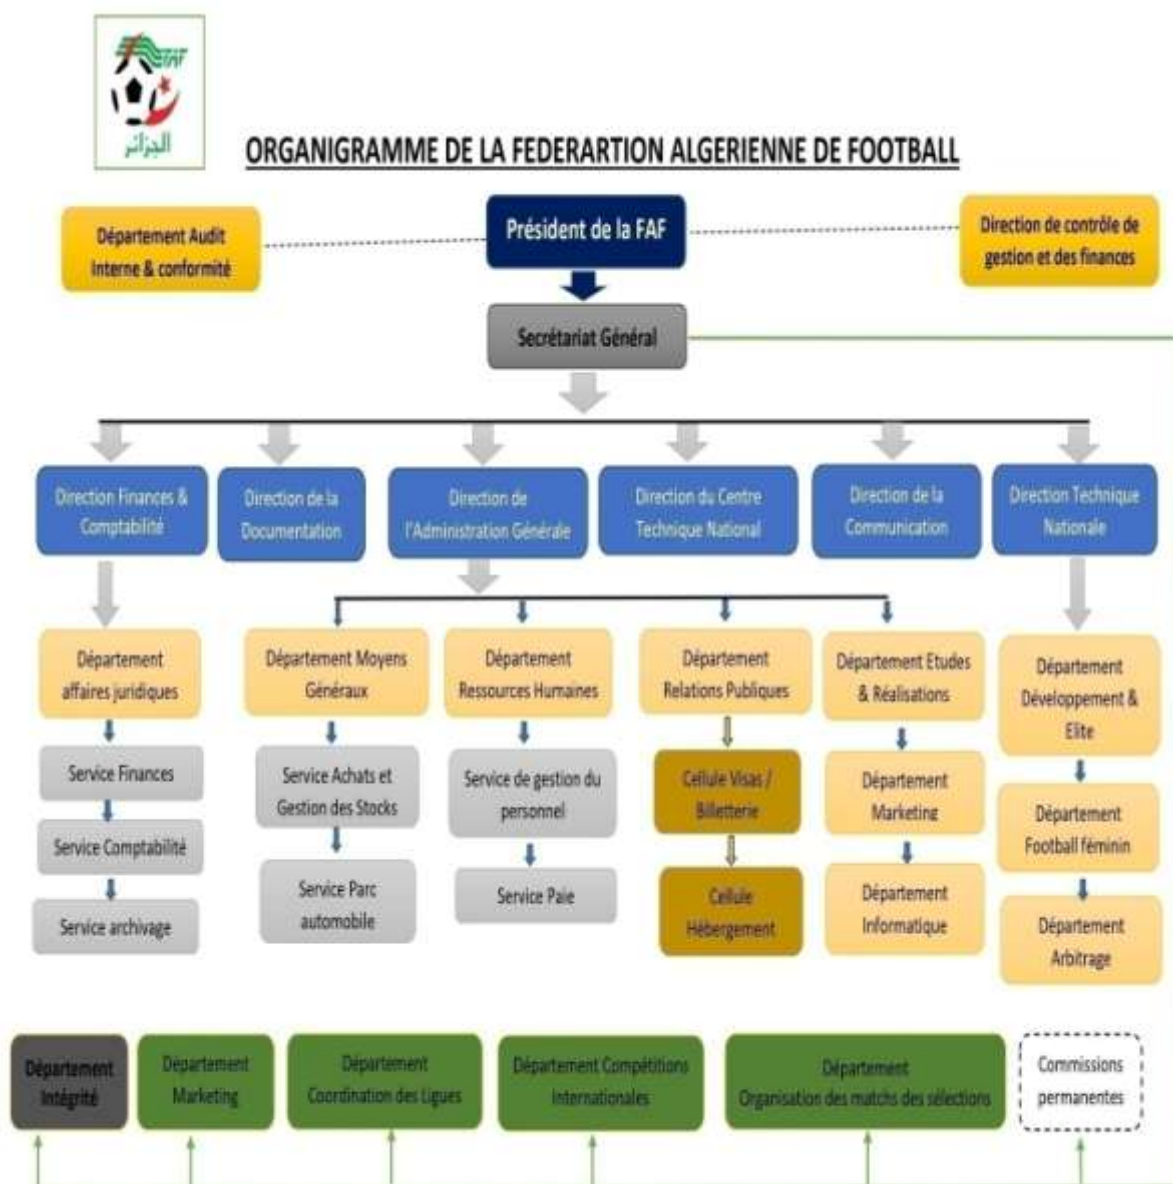 FAF
الجزائر
ORGANIGRAMME DE LA FEDERARTION ALGERIENNE DE FOOTBALL
Département Audit
Interne & conformité
Président de la FAF
Direction de contrôle de
gestion et des finances
Secrétariat Général
Direction Finances &
Comptabilité
Direction de la
Documentation
Direction de
l'Administration Générale
Direction du Centre
Technique National
Direction de la
Communication
Direction Technique
Nationale
Département
affaires juridiques
Département Moyens
Généraux
Département
Ressources Humaines
Département
Relations Publiques
Département Etudes
& Réalisations
Département
Développement &
Elite
Service Finances
Service Achats et
Gestion des Stocks
Service de gestion du
personnel
Cellule Visas /
Billetterie
Département
Marketing
Département
Football féminin
Service Comptabilité
Service Parc
automobile
Service Paie
Cellule
Hébergement
Département
Informatique
Département
Arbitrage
Service archivage
Département
Intégrité
Département
Marketing
Département
Coordination des Ligues
Département Compétitions
Internationales
Département
Organisation des matchs des sélections
Commissions
permanentes